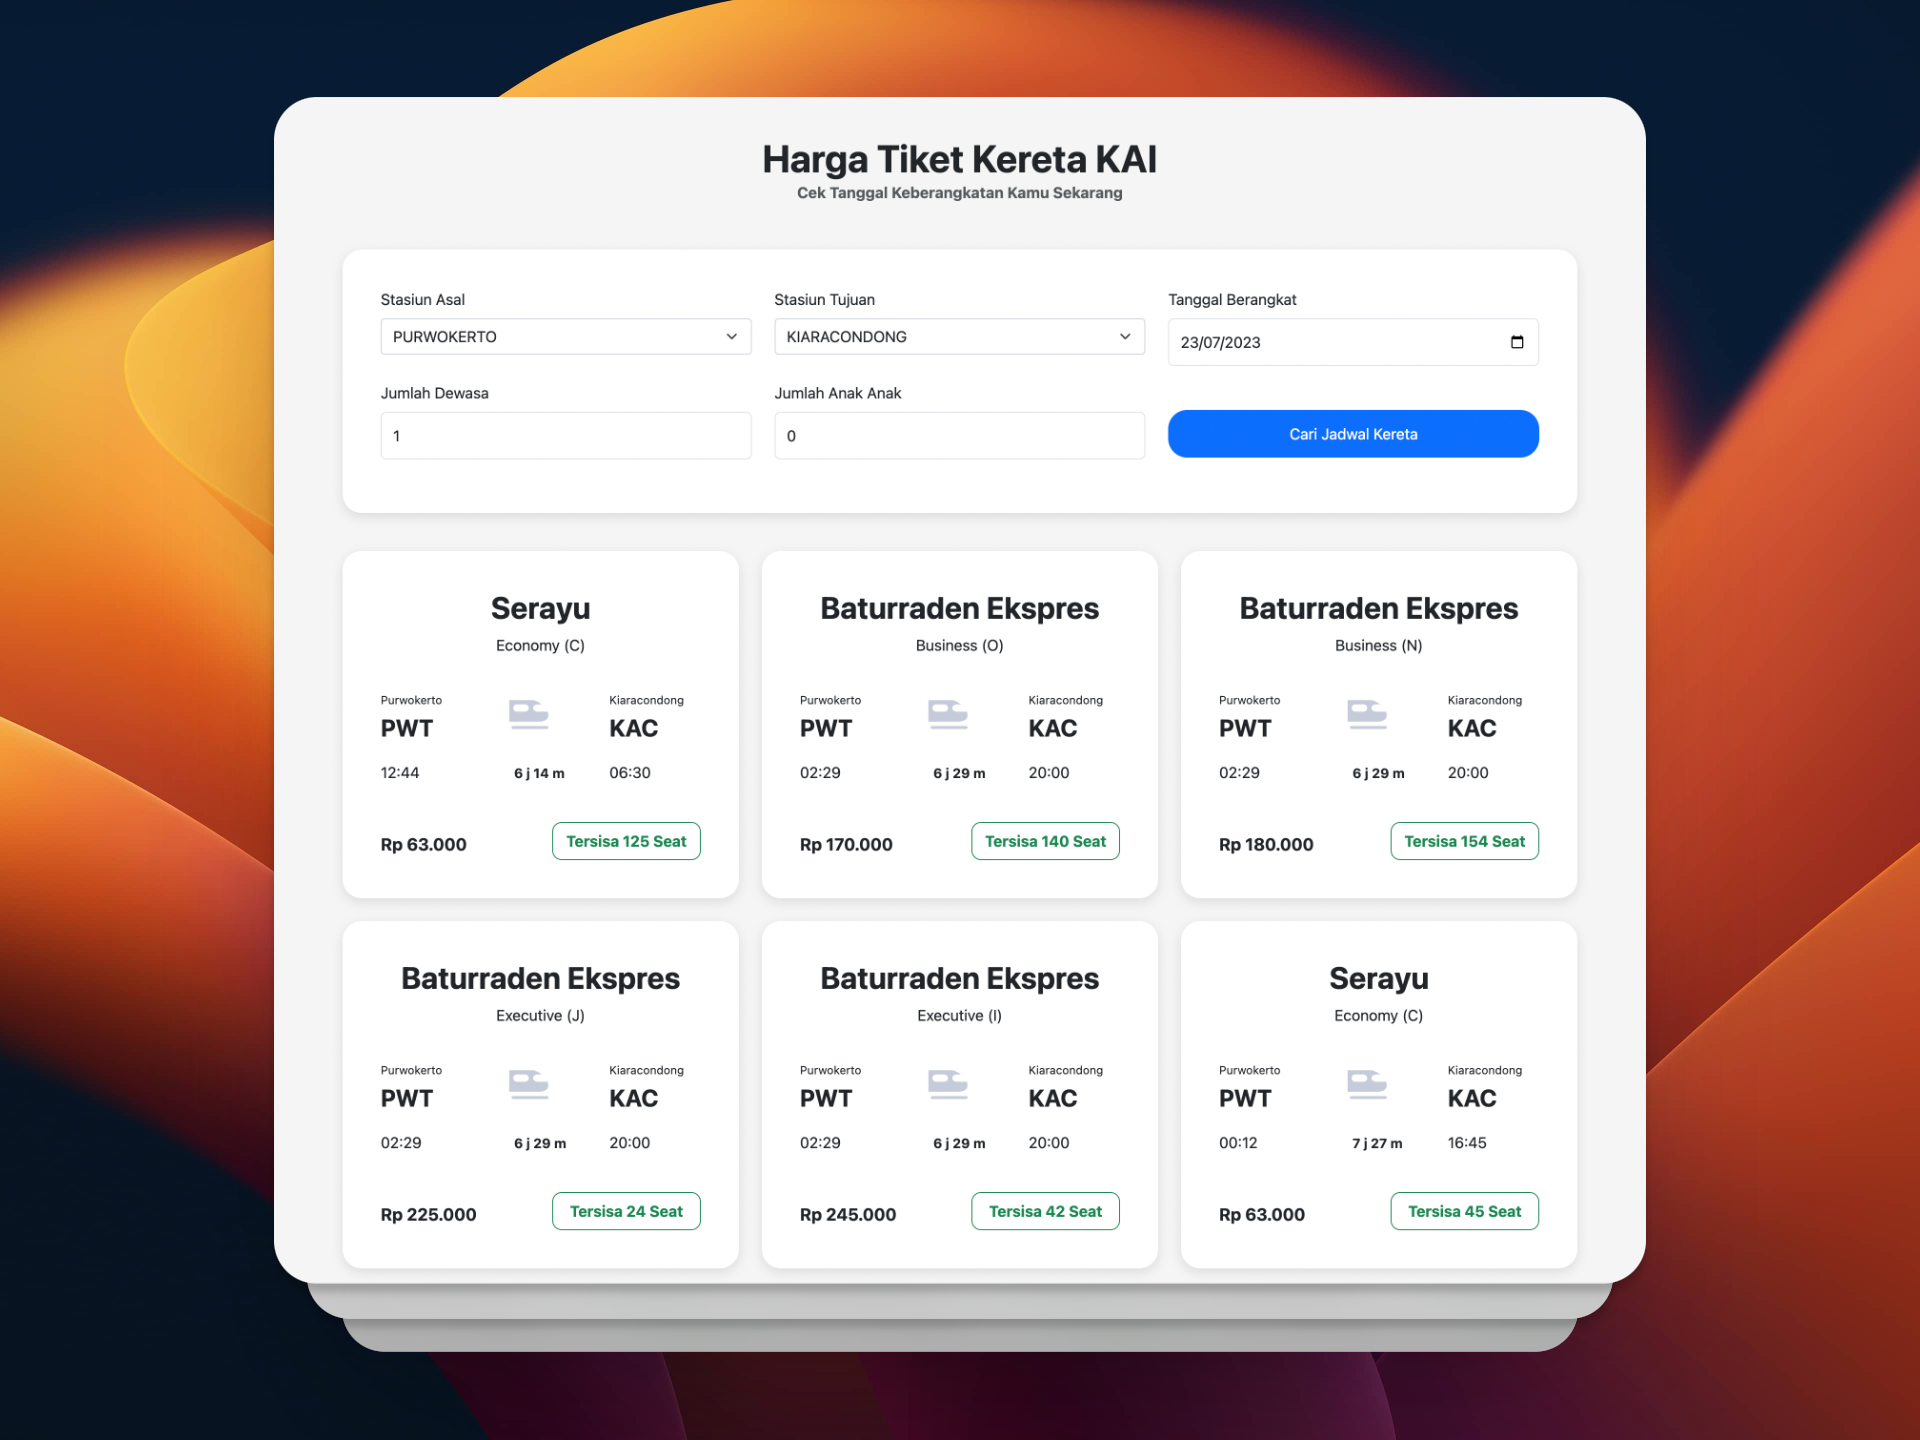 Harga Tiket Kereta KAI
Cek Tanggal Keberangkatan Kamu Sekarang
Stasiun Asal
PURWOKERTO
Stasiun Tujuan
KIARACONDONG
Tanggal Berangkat
23/07/2023
Jumlah Dewasa
1
Jumlah Anak Anak
0
Cari Jadwal Kereta
Serayu
Economy (C)
Purwokerto
PWT
Kiaracondong
KAC
12:44
6 j 14 m
06:30
Rp 63.000
Tersisa 125 Seat
Baturraden Ekspres
Business (O)
Purwokerto
PWT
Kiaracondong
KAC
02:29
6 j 29 m
20:00
Rp 170.000
Tersisa 140 Seat
Baturraden Ekspres
Business (N)
Purwokerto
PWT
Kiaracondong
KAC
02:29
6 j 29 m
20:00
Rp 180.000
Tersisa 154 Seat
Baturraden Ekspres
Executive (J)
Purwokerto
PWT
Kiaracondong
KAC
02:29
6 j 29 m
20:00
Rp 225.000
Tersisa 24 Seat
Baturraden Ekspres
Executive (I)
Purwokerto
PWT
Kiaracondong
KAC
02:29
6 j 29 m
20:00
Rp 245.000
Tersisa 42 Seat
Serayu
Economy (C)
Purwokerto
PWT
Kiaracondong
KAC
00:12
7 j 27 m
16:45
Rp 63.000
Tersisa 45 Seat